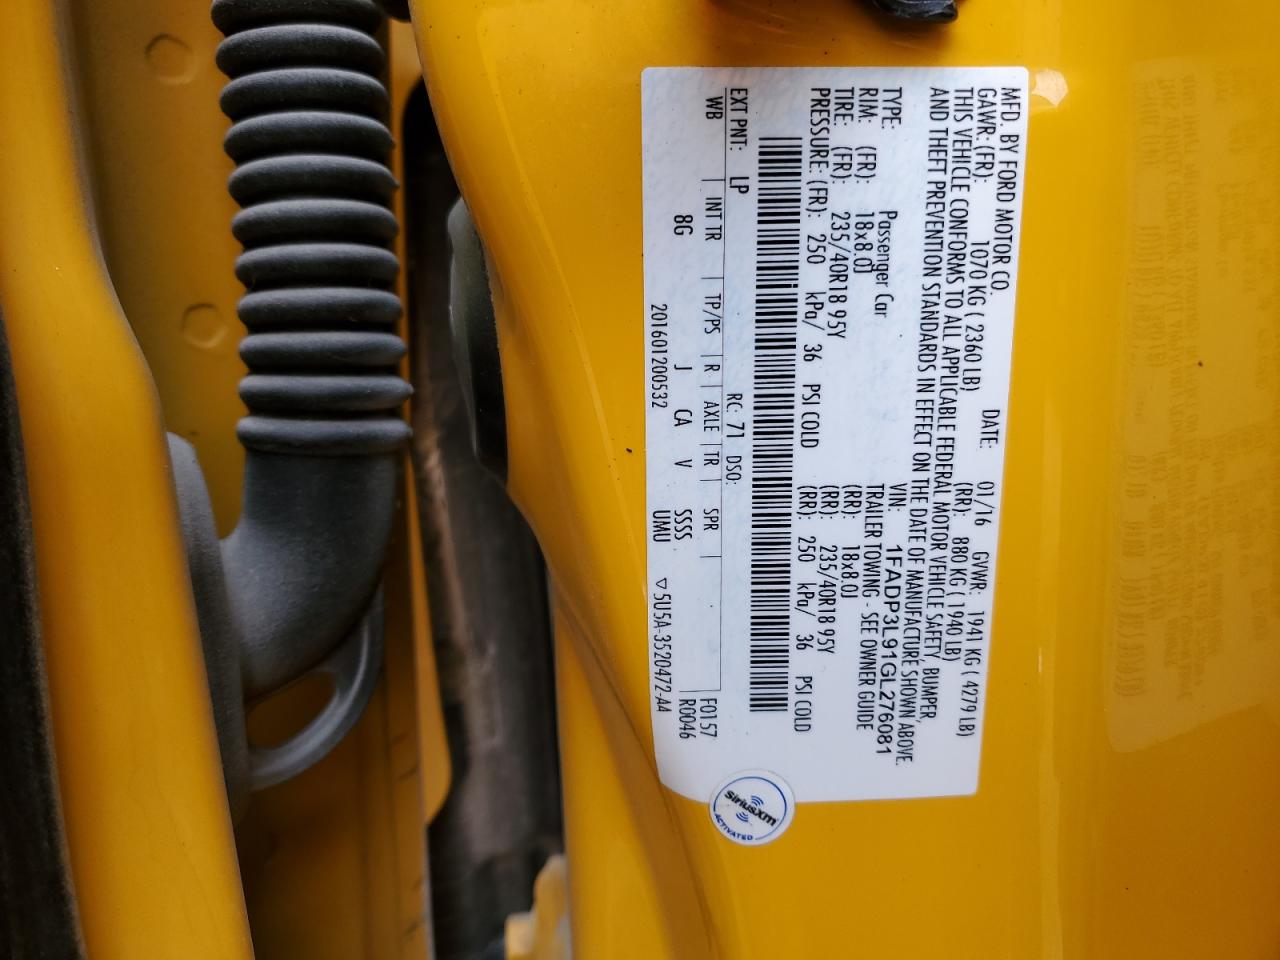 MFD. BY FORD MOTOR CO. DATE: 01/16 GVWR: 1941 KG ( 4279 LB)
GAWR: (FR): 1070 KG ( 2360 LB) (RR): 880 KG ( 1940 LB)
THIS VEHICLE CONFORMS TO ALL APPLICABLE FEDERAL MOTOR VEHICLE SAFETY, BUMPER,
AND THEFT PREVENTION STANDARDS IN EFFECT ON THE DATE OF MANUFACTURE SHOWN ABOVE.
VIN: 1FADP3L91GL276081
TYPE: Passenger Car TRAILER TOWING - SEE OWNER GUIDE
RIM: (FR): 18x8.0J (RR): 18x8.0J
TIRE: (FR): 235/40R18 95Y (RR): 235/40R18 95Y
PRESSURE: (FR): 250 kPa/ 36 PSI COLD (RR): 250 kPa/ 36 PSI COLD
EXT PNT: LP RC: 71 DSO: F0157
WB INT TR TP/PS R AXLE TR SPR R0046
8G J CA V SSSS
201601200532 UMU ▽ 5U5A-3520472-A4
SiriusXM
ACTIVATED